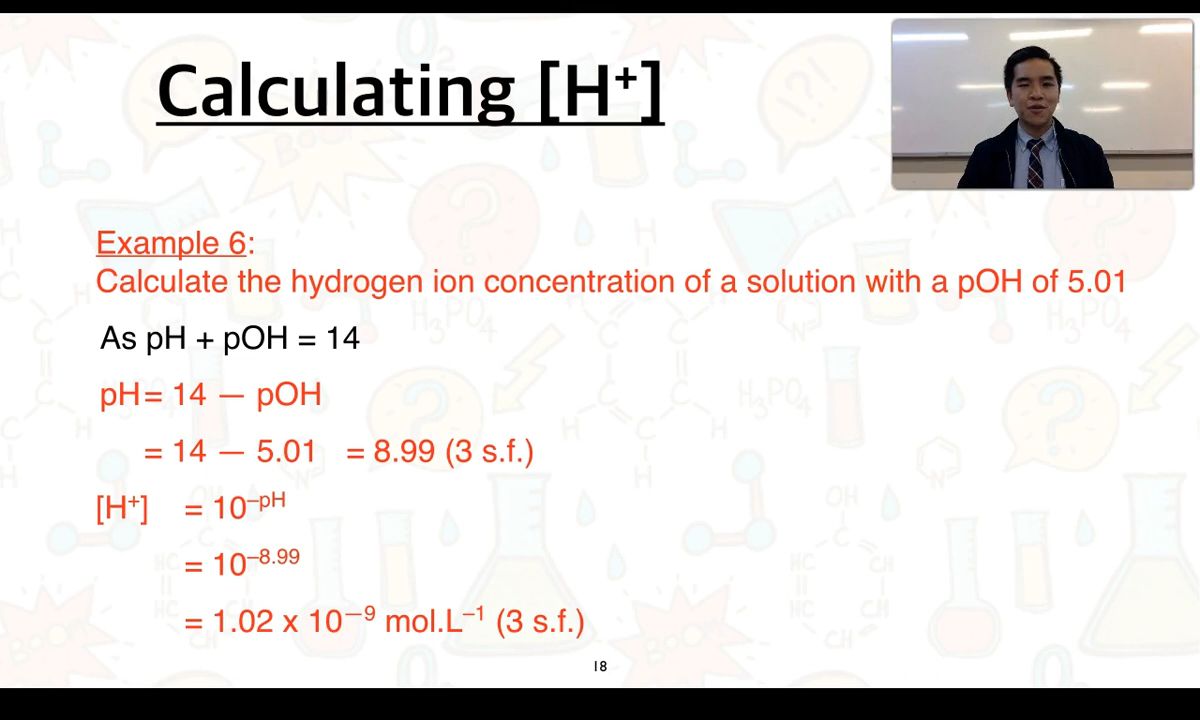 Calculating [H⁺]
Example 6:
Calculate the hydrogen ion concentration of a solution with a pOH of 5.01
As pH + pOH = 14
pH= 14 — pOH
= 14 — 5.01 = 8.99 (3 s.f.)
[H⁺] = 10⁻ᵖᴴ
= 10⁻⁸·⁹⁹
= 1.02 x 10⁻⁹ mol.L⁻¹ (3 s.f.)
18